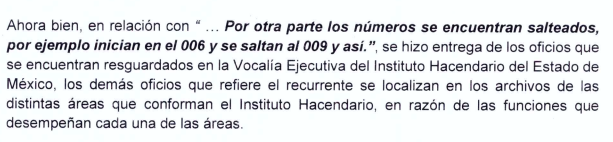 Ahora bien, en relación con “ … Por otra parte los números se encuentran salteados,
por ejemplo inician en el 006 y se saltan al 009 y así.”, se hizo entrega de los oficios que
se encuentran resguardados en la Vocalía Ejecutiva del Instituto Hacendario del Estado de
México, los demás oficios que refiere el recurrente se localizan en los archivos de las
distintas áreas que conforman el Instituto Hacendario, en razón de las funciones que
desempeñan cada una de las áreas.